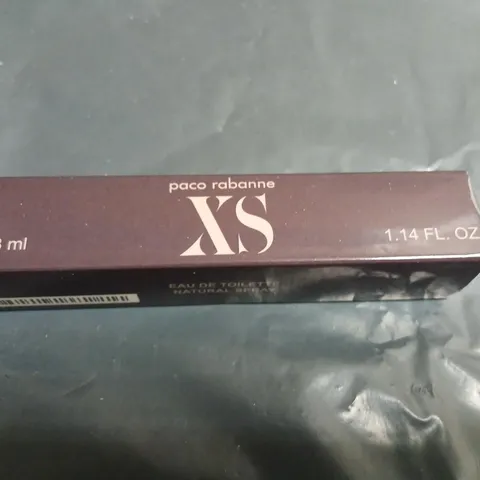 paco rabanne
XS
ml
1.14 FL. OZ
EAU DE TOILETTE
NATURAL SPRAY